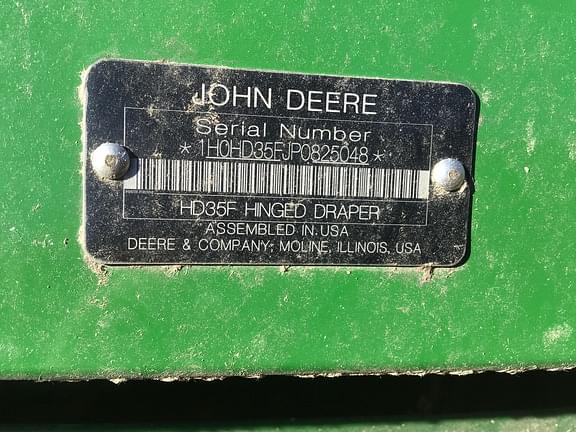 JOHN DEERE
Serial Number
*1H0HD35FJP0825048*
HD35F HINGED DRAPER
ASSEMBLED IN USA
DEERE & COMPANY, MOLINE, ILLINOIS, USA